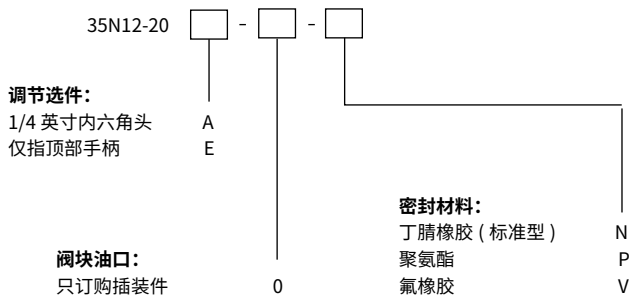 35N12-20 - -
调节选件：
1/4 英寸内六角头 A
仅指顶部手柄 E
密封材料：
丁腈橡胶 ( 标准型 ) N
聚氨酯 P
氟橡胶 V
阀块油口：
只订购插装件 0